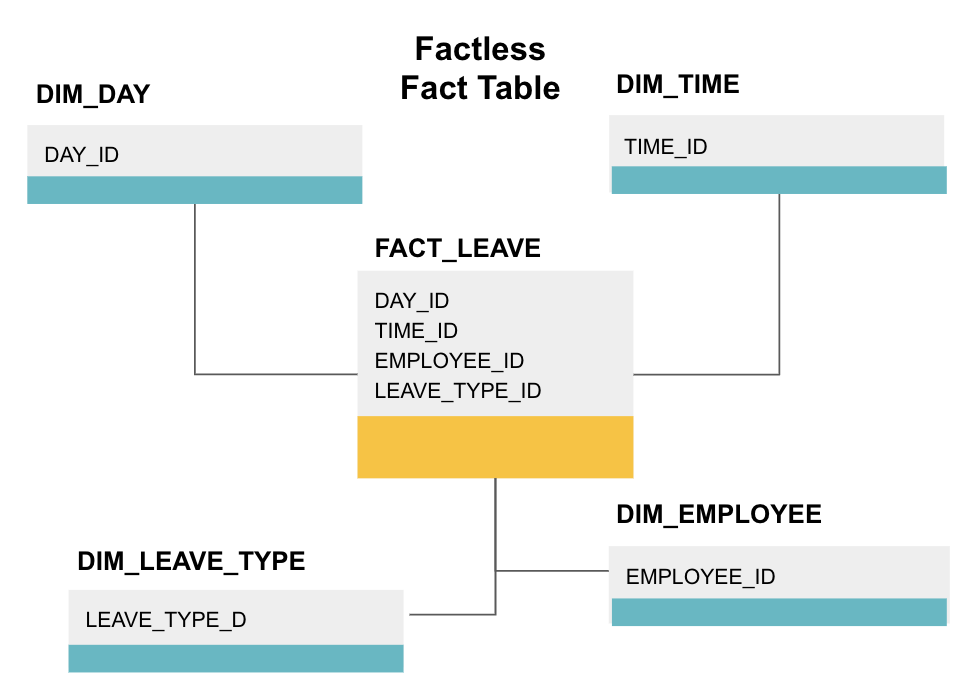 Factless
Fact Table
DIM_DAY
DAY_ID
DIM_TIME
TIME_ID
FACT_LEAVE
DAY_ID
TIME_ID
EMPLOYEE_ID
LEAVE_TYPE_ID
DIM_LEAVE_TYPE
LEAVE_TYPE_D
DIM_EMPLOYEE
EMPLOYEE_ID